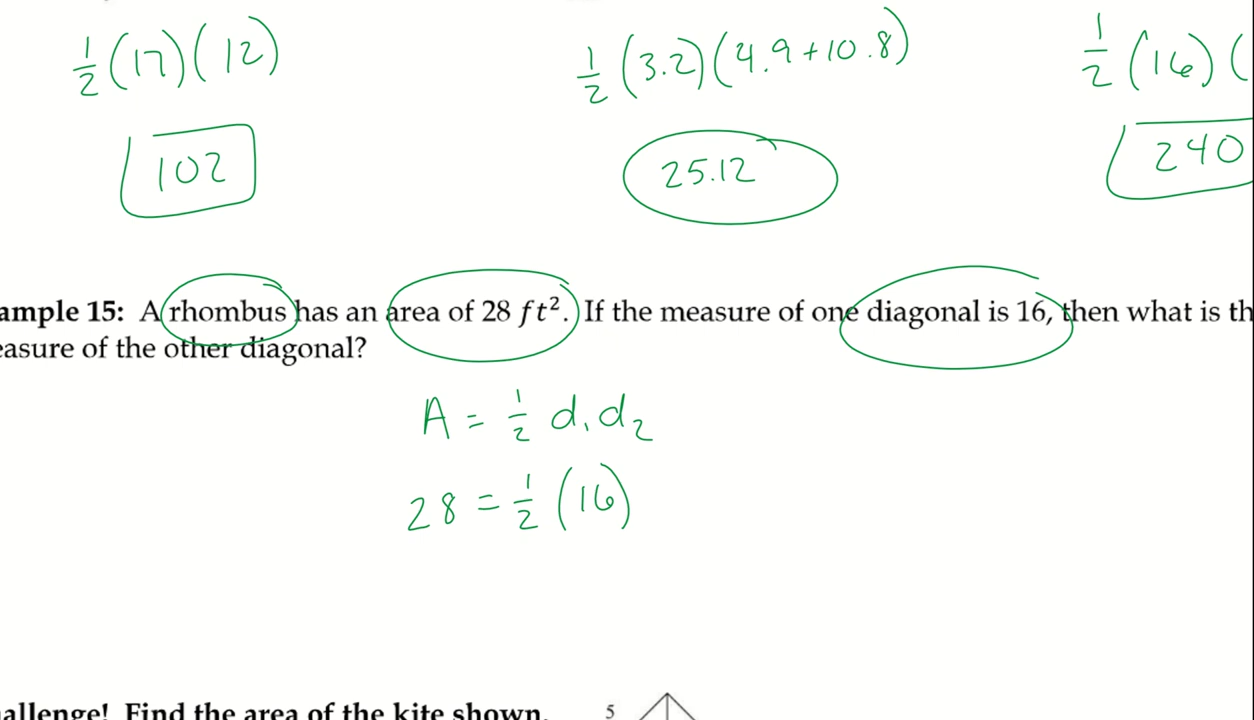 ½(17)(12)
½(3.2)(4.9+10.8)
½(16)(
102
25.12
240
ample 15: A rhombus has an area of 28 ft². If the measure of one diagonal is 16, then what is th
easure of the other diagonal?
A = ½ d₁d₂
28 = ½ (16)
allenge! Find the area of the kite shown.
5